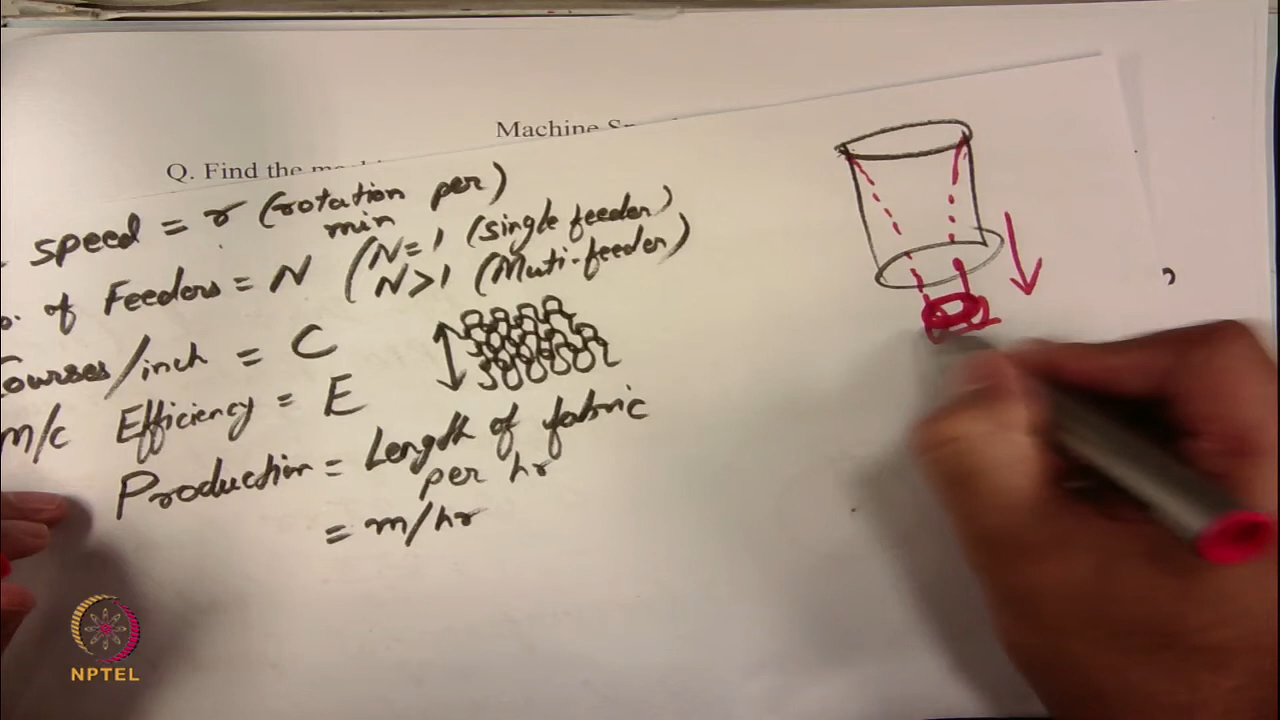 Machine
Q. Find the
speed = r (rotation per
min)
of Feeders = N (N=1 (Single feeder)
N>1 (Muti-feeder)
Courses/inch = C
m/c Efficiency = E
Production = Length of fabric
per hr
= m/hr
NPTEL